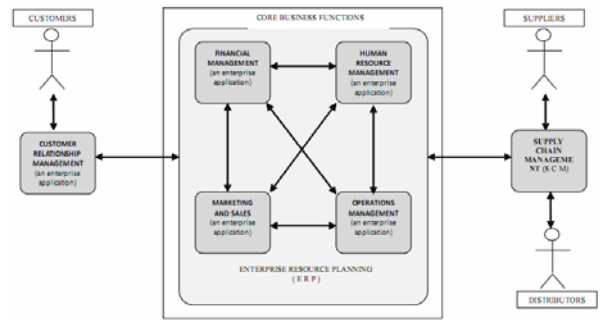 CUSTOMERS
CORE BUSINESS FUNCTIONS
SUPPLIERS
FINANCIAL
MANAGEMENT
(an enterprise
application)
HUMAN
RESOURCE
MANAGEMENT
(an enterprise
application)
CUSTOMER
RELATIONSHIP
MANAGEMENT
(an enterprise
application)
SUPPLY
CHAIN
MANAGEME
NT (S C M)
MARKETING
AND SALES
(an enterprise
application)
OPERATIONS
MANAGEMENT
(an enterprise
application)
ENTERPRISE RESOURCE PLANNING
( E R P )
DISTRIBUTORS